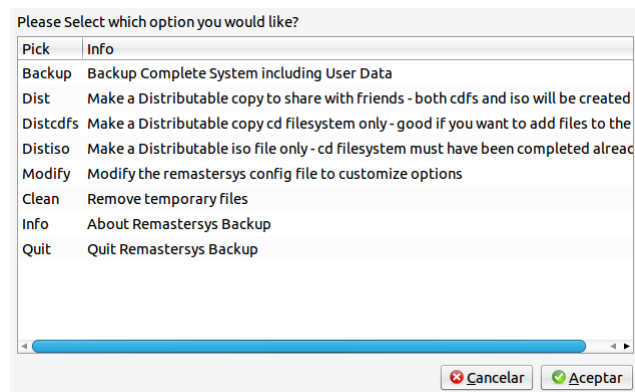 Please Select which option you would like?
Pick Info
Backup Backup Complete System including User Data
Dist Make a Distributable copy to share with friends - both cdfs and iso will be created
Distcdfs Make a Distributable copy cd filesystem only - good if you want to add files to the
Distiso Make a Distributable iso file only - cd filesystem must have been completed alreac
Modify Modify the remastersys config file to customize options
Clean Remove temporary files
Info About Remastersys Backup
Quit Quit Remastersys Backup
Cancelar Aceptar